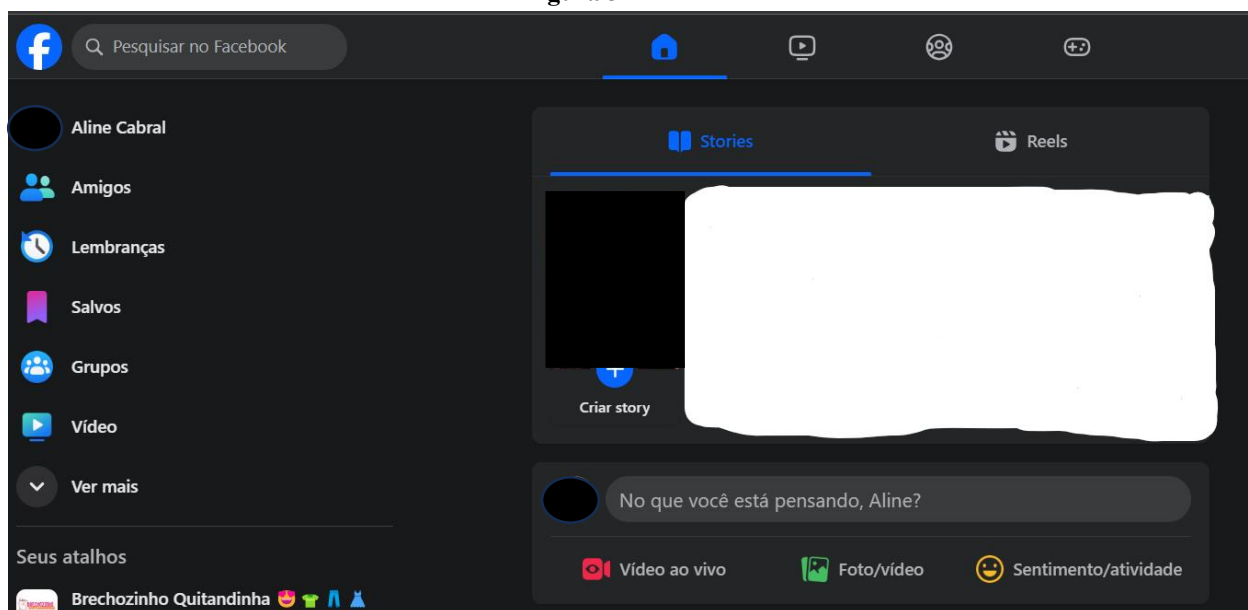 Pesquisar no Facebook
Aline Cabral
Amigos
Lembranças
Salvos
Grupos
Vídeo
Ver mais
Seus atalhos
Brechozinho Quitandinha 🤩 👕 👖 👗
Stories
Reels
Criar story
No que você está pensando, Aline?
Vídeo ao vivo
Foto/vídeo
Sentimento/atividade